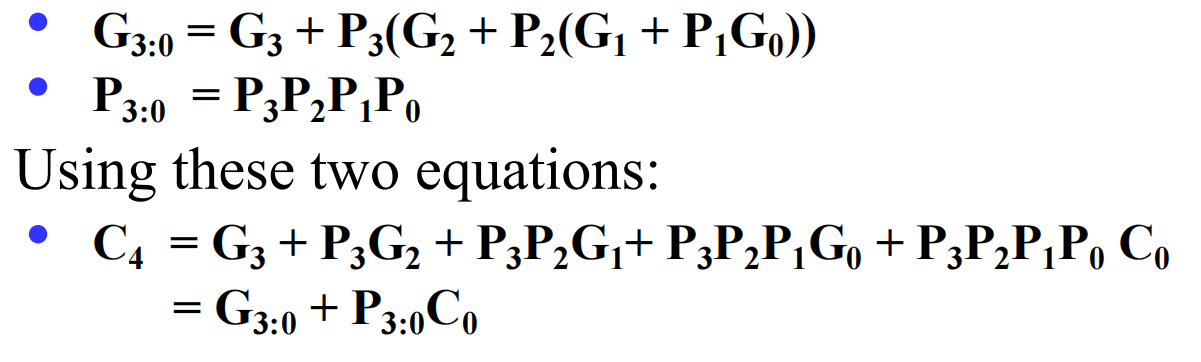 • G₃:₀ = G₃ + P₃(G₂ + P₂(G₁ + P₁G₀))
• P₃:₀ = P₃P₂P₁P₀
Using these two equations:
• C₄ = G₃ + P₃G₂ + P₃P₂G₁+ P₃P₂P₁G₀ + P₃P₂P₁P₀ C₀
= G₃:₀ + P₃:₀C₀